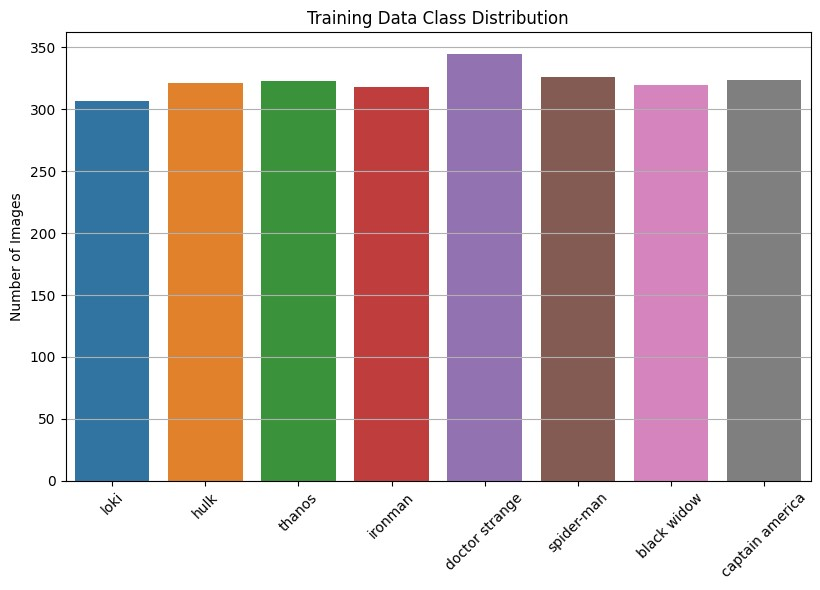 Training Data Class Distribution
Number of Images
350
300
250
200
150
100
50
0
loki
hulk
thanos
ironman
doctor strange
spider-man
black widow
captain america